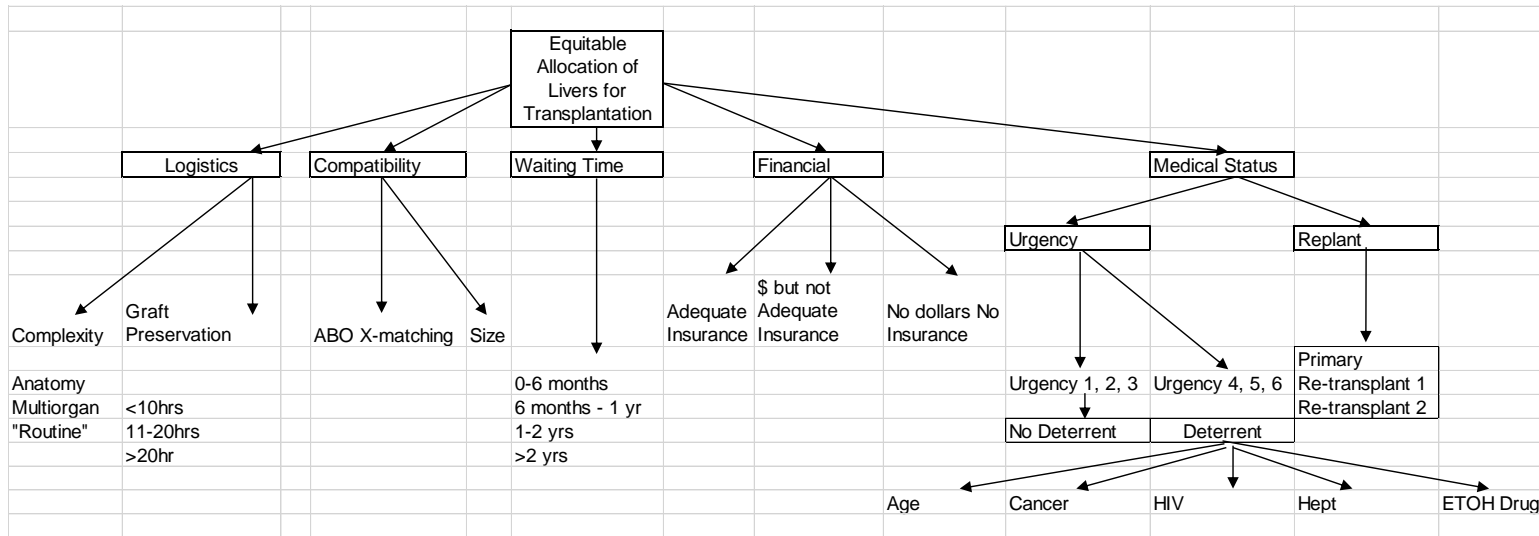 Equitable
Allocation of
Livers for
Transplantation
Logistics
Compatibility
Waiting Time
Financial
Medical Status
Urgency
Replant
Complexity
Graft
Preservation
ABO X-matching
Size
Adequate
Insurance
$ but not
Adequate
Insurance
No dollars No
Insurance
Anatomy
Multiorgan
"Routine"
<10hrs
11-20hrs
>20hr
0-6 months
6 months - 1 yr
1-2 yrs
>2 yrs
Urgency 1, 2, 3
Urgency 4, 5, 6
Primary
Re-transplant 1
Re-transplant 2
No Deterrent
Deterrent
Age
Cancer
HIV
Hept
ETOH Drug